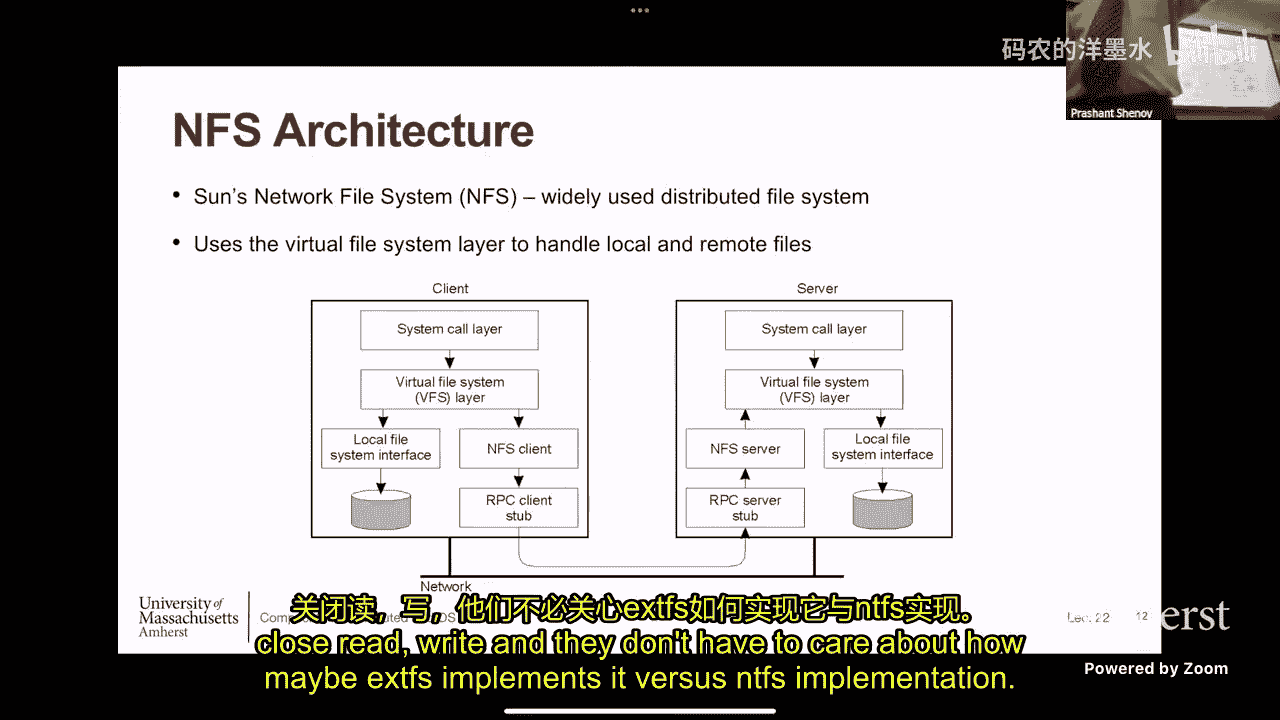 码农的洋墨水 bilibili
Prashant Shenoy
NFS Architecture
• Sun’s Network File System (NFS) – widely used distributed file system
• Uses the virtual file system layer to handle local and remote files
Client
Server
System call layer
System call layer
Virtual file system
(VFS) layer
Virtual file system
(VFS) layer
Local file
system interface
NFS client
NFS server
Local file
system interface
RPC client
stub
RPC server
stub
Network
University of
Massachusetts
Amherst
Lec. 22
12
erst
关闭读，写，他们不必关心extfs如何实现它与ntfs实现。
close read, write and they don't have to care about how
maybe extfs implements it versus ntfs implementation.
Powered by Zoom